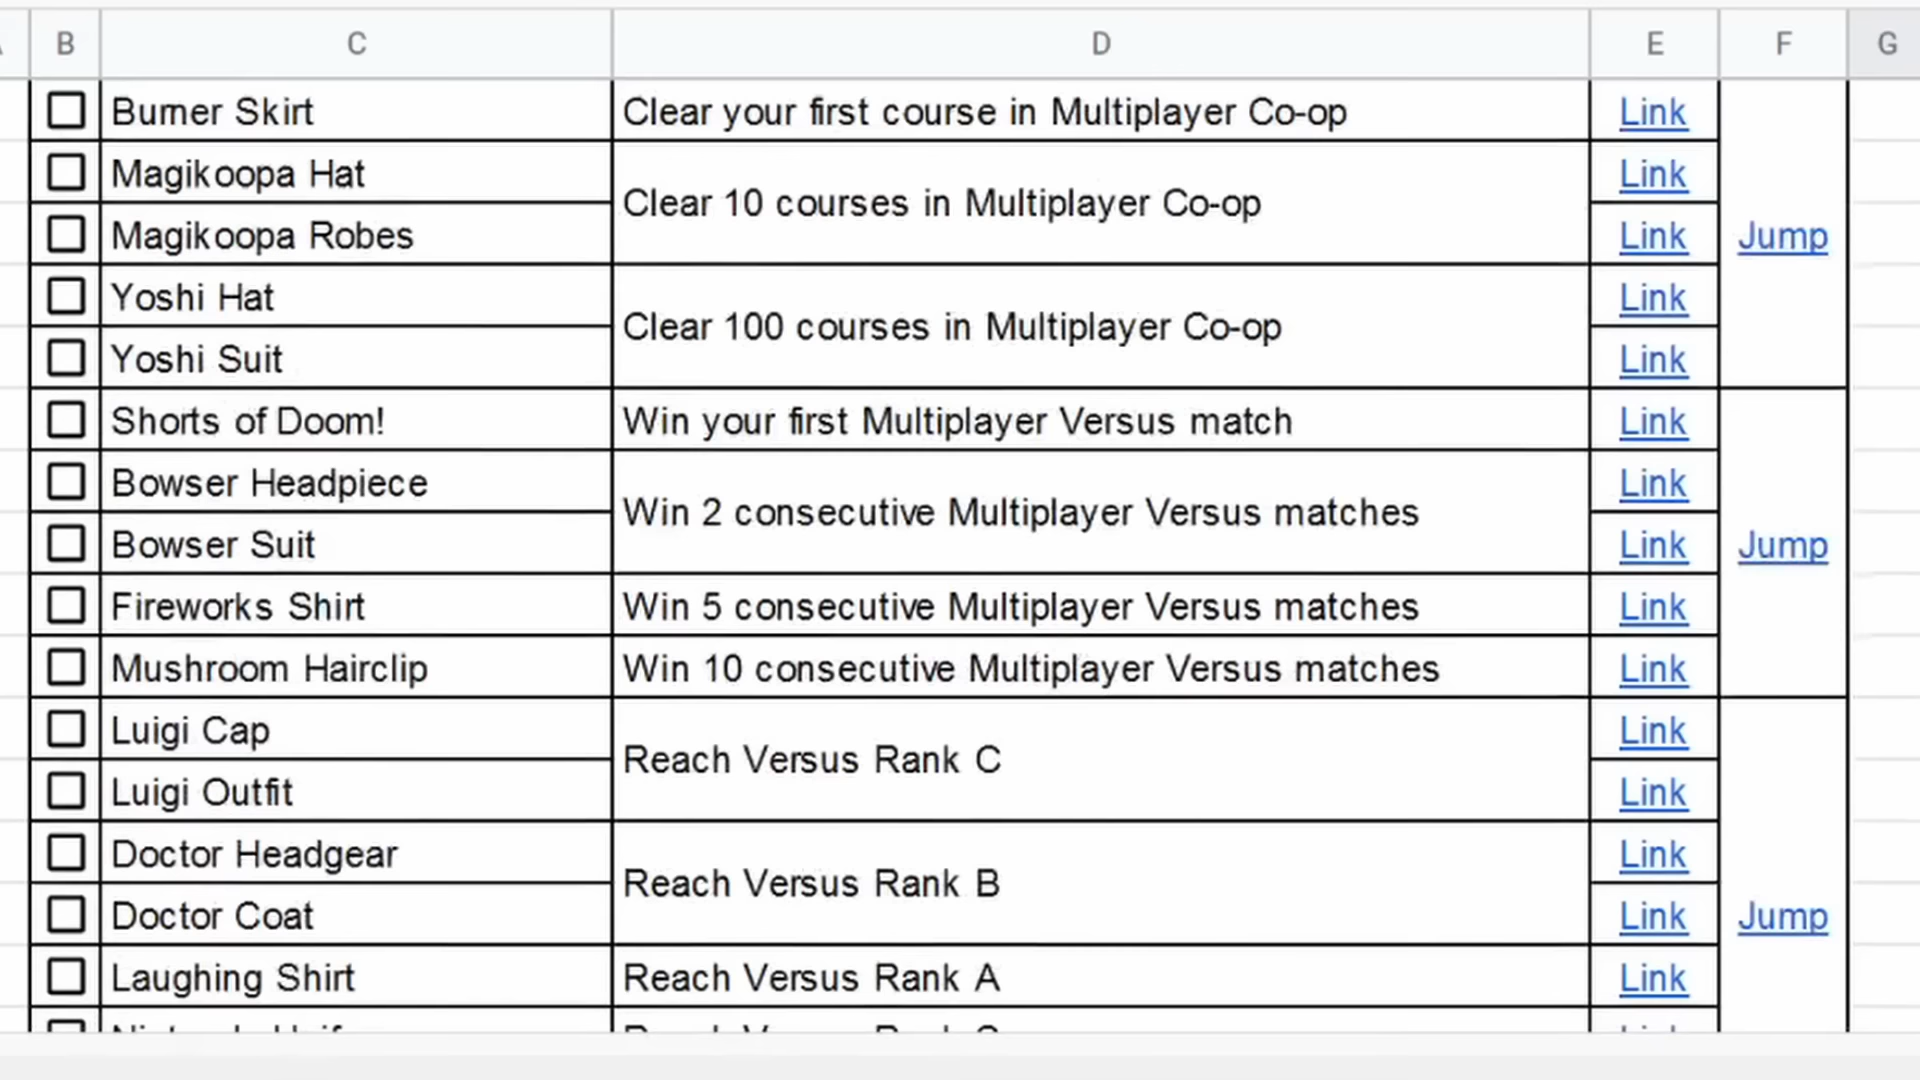 B C D E F G
Burner Skirt Clear your first course in Multiplayer Co-op Link
Magikoopa Hat Link
Clear 10 courses in Multiplayer Co-op
Magikoopa Robes Link Jump
Yoshi Hat Link
Clear 100 courses in Multiplayer Co-op
Yoshi Suit Link
Shorts of Doom! Win your first Multiplayer Versus match Link
Bowser Headpiece Link
Win 2 consecutive Multiplayer Versus matches
Bowser Suit Link Jump
Fireworks Shirt Win 5 consecutive Multiplayer Versus matches Link
Mushroom Hairclip Win 10 consecutive Multiplayer Versus matches Link
Luigi Cap Link
Reach Versus Rank C
Luigi Outfit Link
Doctor Headgear Link
Reach Versus Rank B
Doctor Coat Link Jump
Laughing Shirt Reach Versus Rank A Link